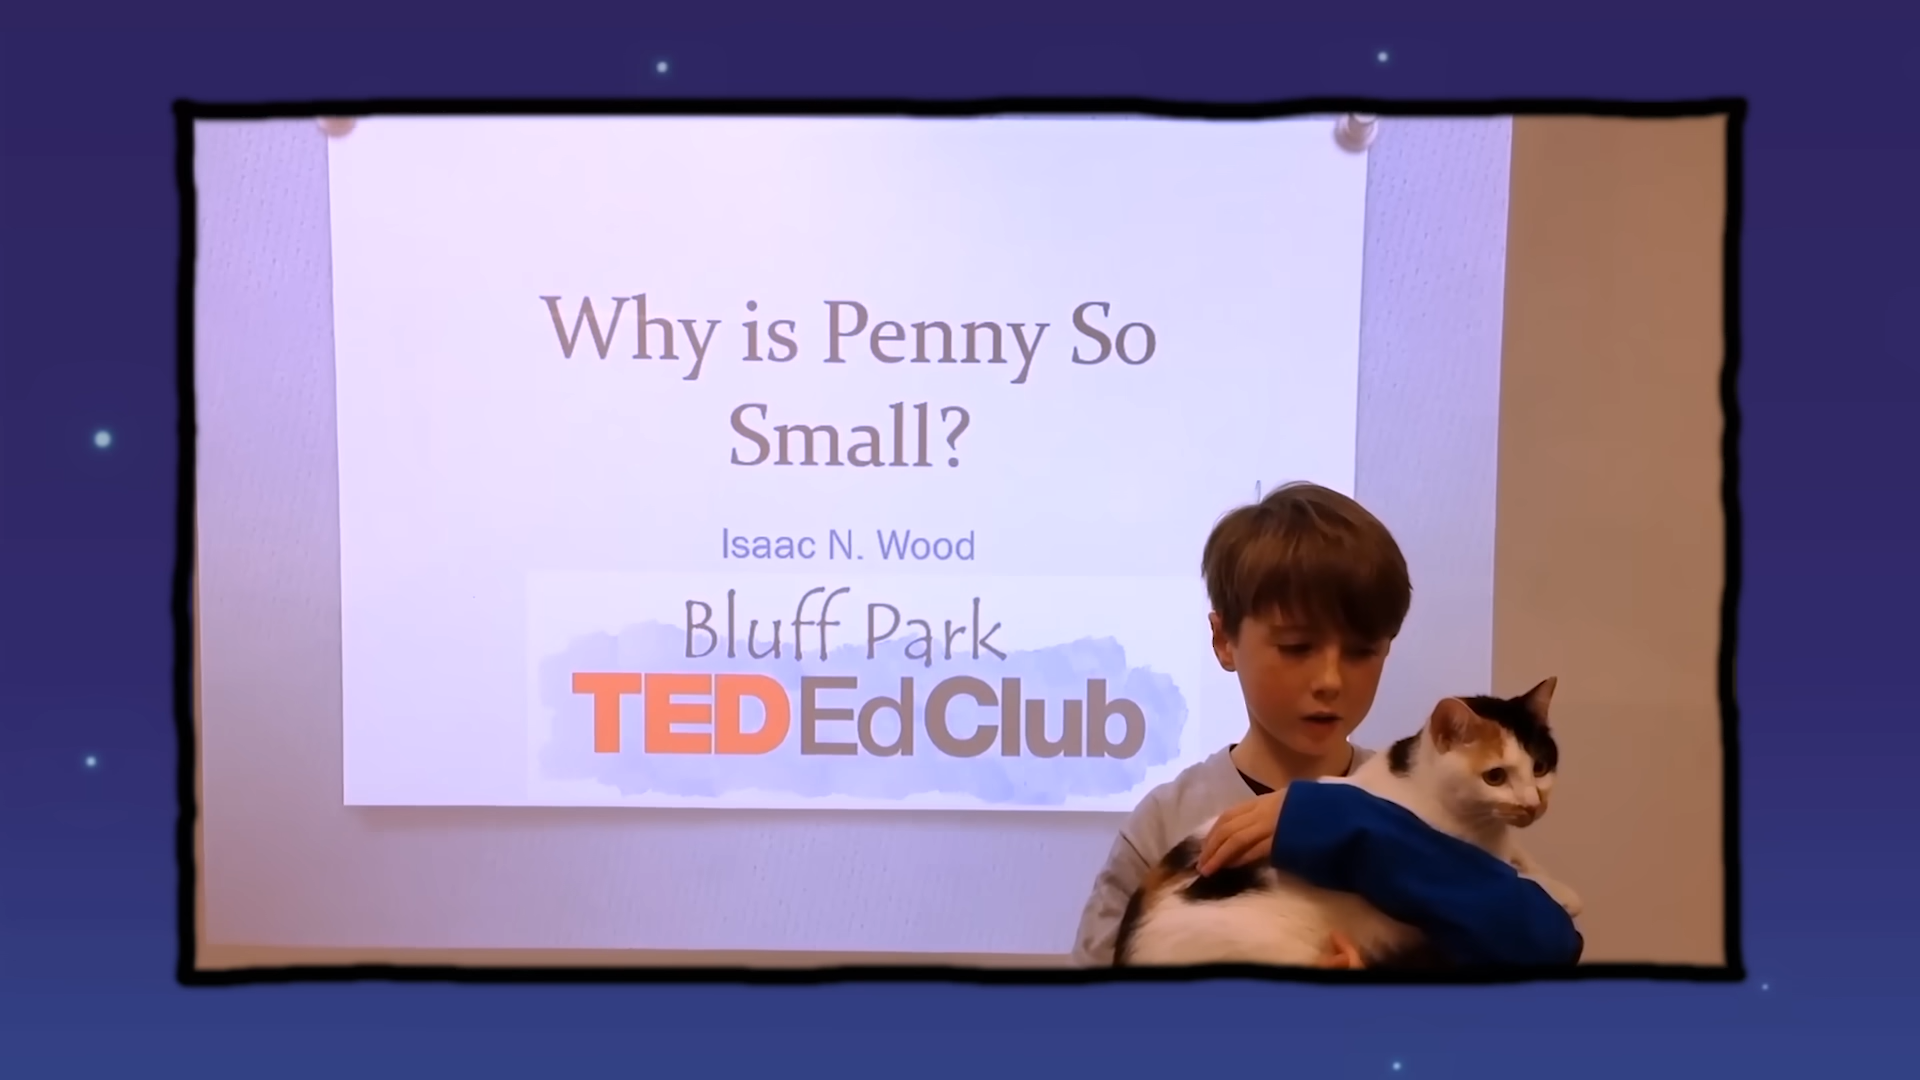 Why is Penny So
Small?
Isaac N. Wood
Bluff Park
TEDEdClub